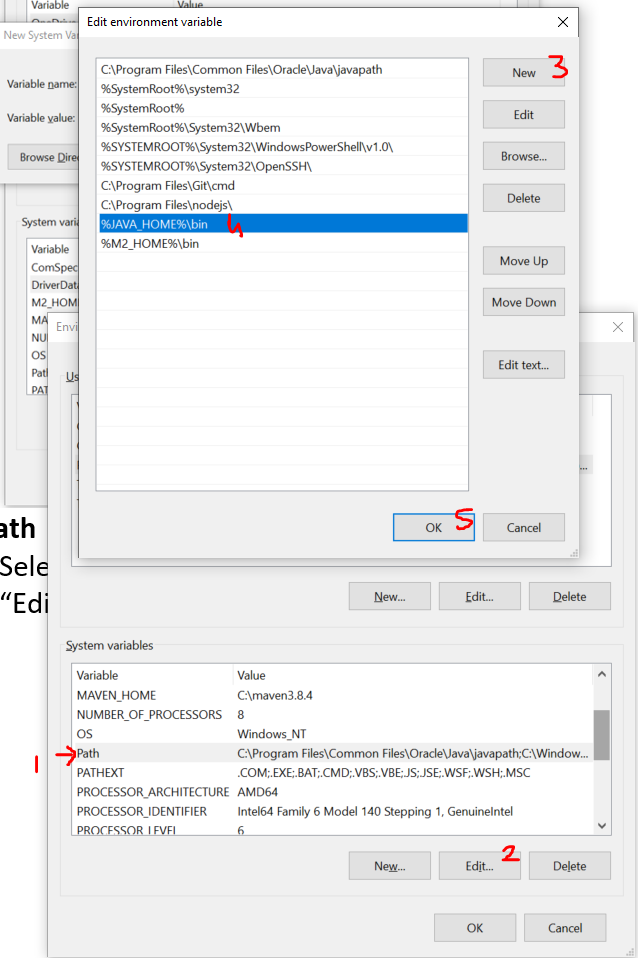 Variable Value
OneDrive
New System Va
Edit environment variable
Variable name:
Variable value:
Browse Dire
C:\Program Files\Common Files\Oracle\Java\javapath
%SystemRoot%\system32
%SystemRoot%
%SystemRoot%\System32\Wbem
%SYSTEMROOT%\System32\WindowsPowerShell\v1.0\
%SYSTEMROOT%\System32\OpenSSH\
C:\Program Files\Git\cmd
C:\Program Files\nodejs\
%JAVA_HOME%\bin 4
%M2_HOME%\bin
New 3
Edit
Browse...
Delete
Move Up
Move Down
Edit text...
OK 5
Cancel
System varia
Variable
ComSpec
DriverData
M2_HOM
MA
NU
OS
Path
PAT
Envi
Us
...
ath
Sele
“Edi
New...
Edit...
Delete
System variables
Variable Value
MAVEN_HOME C:\maven3.8.4
NUMBER_OF_PROCESSORS 8
OS Windows_NT
1 → Path C:\Program Files\Common Files\Oracle\Java\javapath;C:\Window...
PATHEXT .COM;.EXE;.BAT;.CMD;.VBS;.VBE;.JS;.JSE;.WSF;.WSH;.MSC
PROCESSOR_ARCHITECTURE AMD64
PROCESSOR_IDENTIFIER Intel64 Family 6 Model 140 Stepping 1, GenuineIntel
PROCESSOR_LEVEL 6
New...
Edit... 2
Delete
OK
Cancel